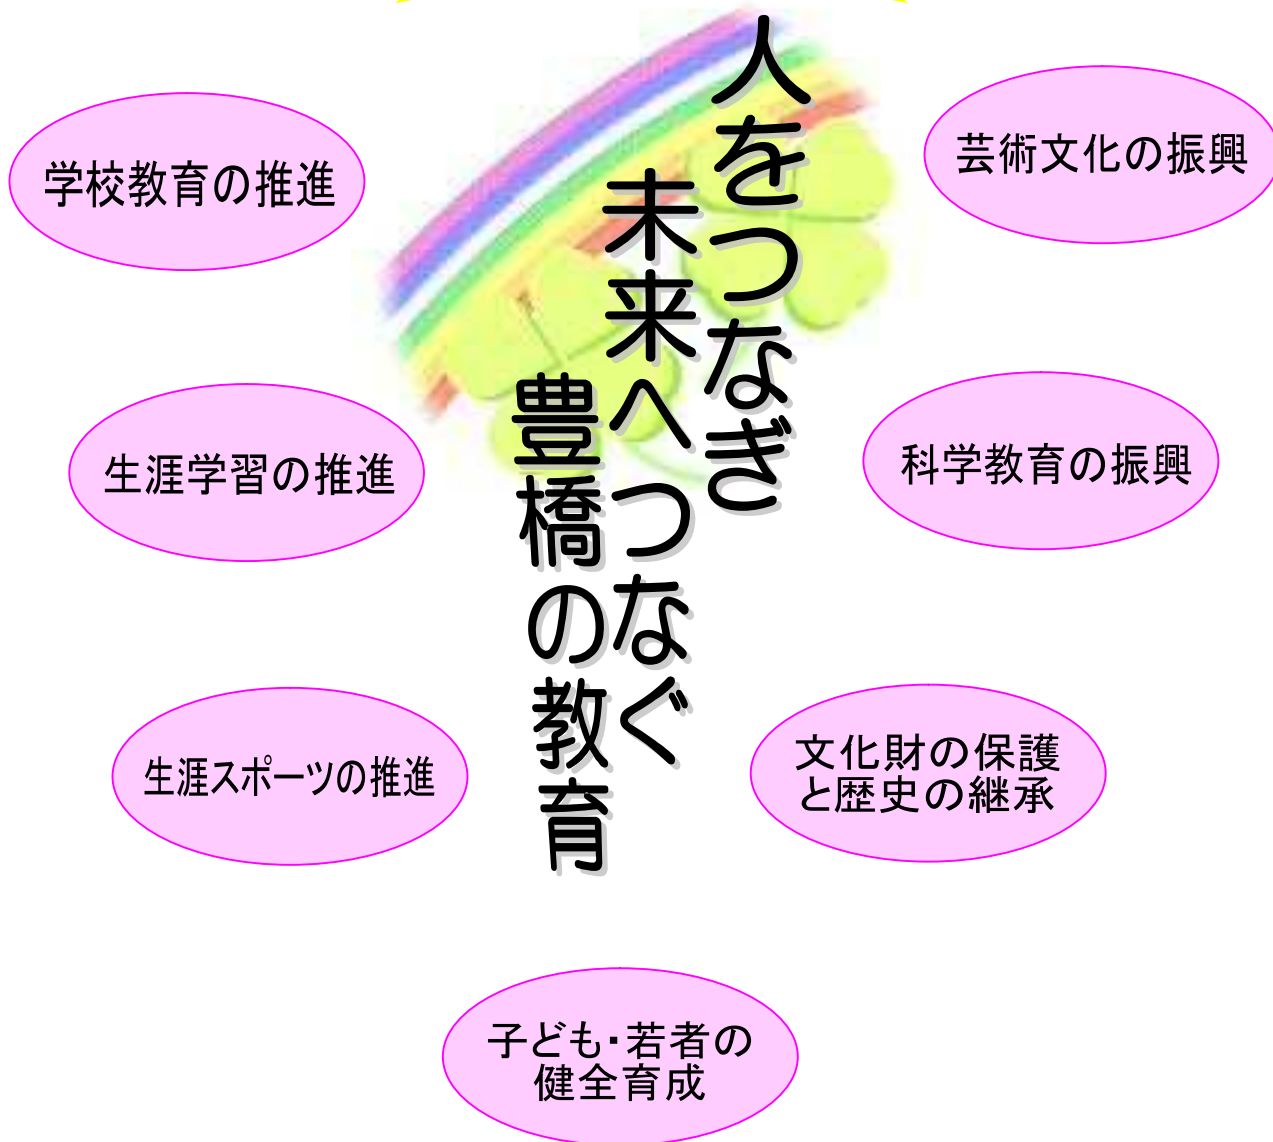 人をつなぎ
未来へつなぐ
豊橋の教育
学校教育の推進
芸術文化の振興
生涯学習の推進
科学教育の振興
生涯スポーツの推進
文化財の保護
と歴史の継承
子ども・若者の
健全育成